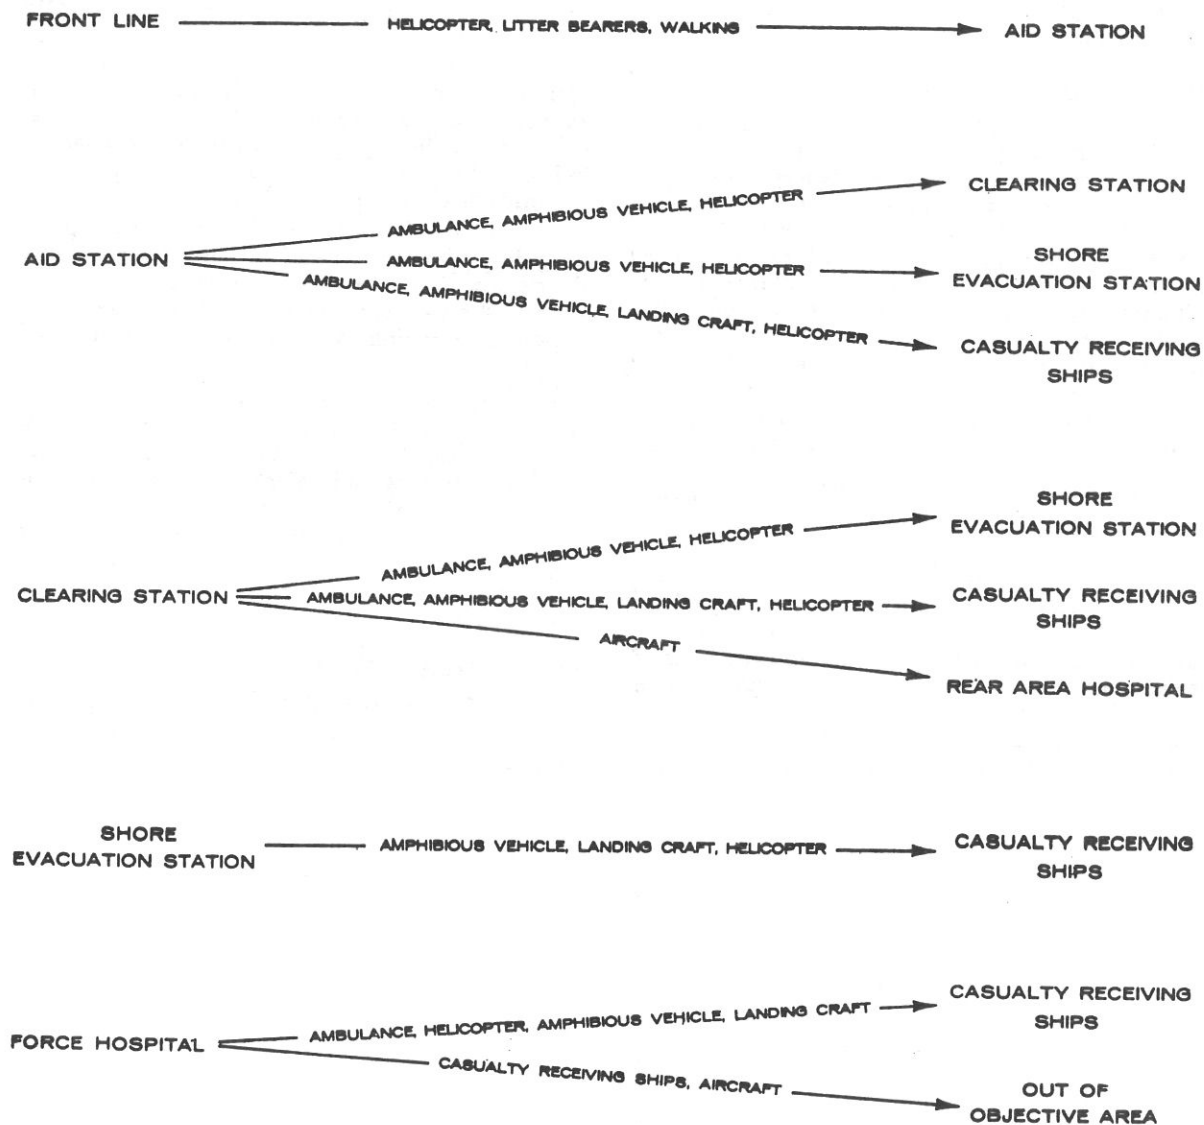 FRONT LINE
HELICOPTER, LITTER BEARERS, WALKING
AID STATION
AID STATION
AMBULANCE, AMPHIBIOUS VEHICLE, HELICOPTER
CLEARING STATION
AMBULANCE, AMPHIBIOUS VEHICLE, HELICOPTER
SHORE
EVACUATION STATION
AMBULANCE, AMPHIBIOUS VEHICLE, LANDING CRAFT, HELICOPTER
CASUALTY RECEIVING
SHIPS
CLEARING STATION
AMBULANCE, AMPHIBIOUS VEHICLE, HELICOPTER
SHORE
EVACUATION STATION
AMBULANCE, AMPHIBIOUS VEHICLE, LANDING CRAFT, HELICOPTER
CASUALTY RECEIVING
SHIPS
AIRCRAFT
REAR AREA HOSPITAL
SHORE
EVACUATION STATION
AMPHIBIOUS VEHICLE, LANDING CRAFT, HELICOPTER
CASUALTY RECEIVING
SHIPS
FORCE HOSPITAL
AMBULANCE, HELICOPTER, AMPHIBIOUS VEHICLE, LANDING CRAFT
CASUALTY RECEIVING
SHIPS
CASUALTY RECEIVING SHIPS, AIRCRAFT
OUT OF
OBJECTIVE AREA